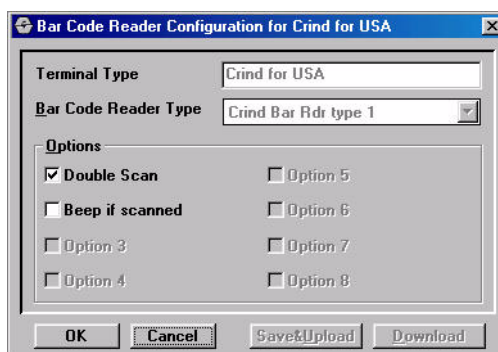 Bar Code Reader Configuration for Crind for USA
Terminal Type Crind for USA
Bar Code Reader Type Crind Bar Rdr type 1
Options
Double Scan Option 5
Beep if scanned Option 6
Option 3 Option 7
Option 4 Option 8
OK Cancel Save&Upload Download